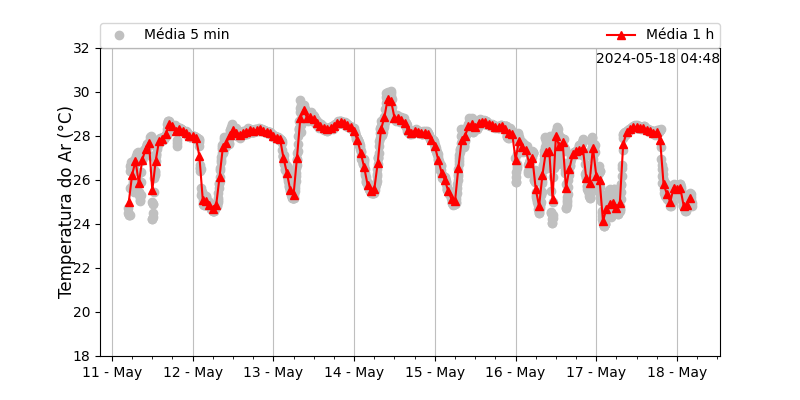 Média 5 min
Média 1 h
2024-05-18 04:48
Temperatura do Ar (°C)
32
30
28
26
24
22
20
18
11 - May
12 - May
13 - May
14 - May
15 - May
16 - May
17 - May
18 - May